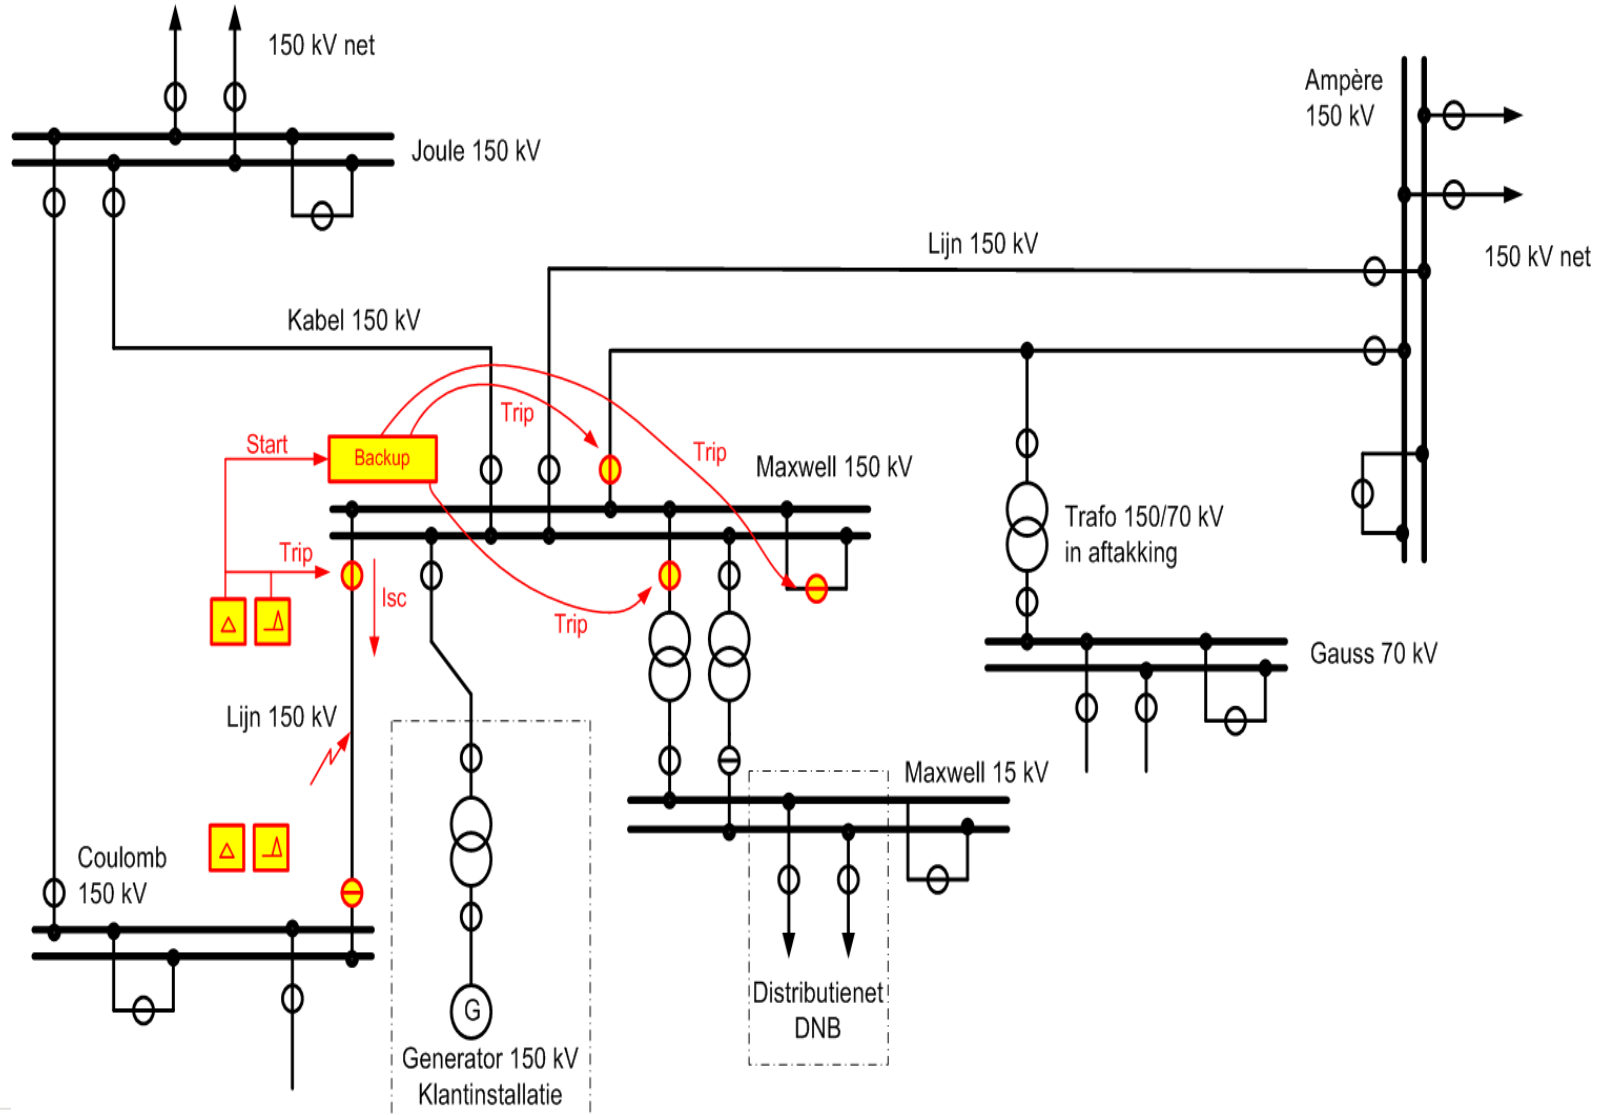 150 kV net
Ampère
150 kV
Joule 150 kV
Lijn 150 kV
150 kV net
Kabel 150 kV
Trip
Start
Backup
Trip
Maxwell 150 kV
Trafo 150/70 kV
in aftakking
Trip
Isc
Trip
Gauss 70 kV
Lijn 150 kV
Maxwell 15 kV
Coulomb
150 kV
Distributienet
DNB
G
Generator 150 kV
Klantinstallatie